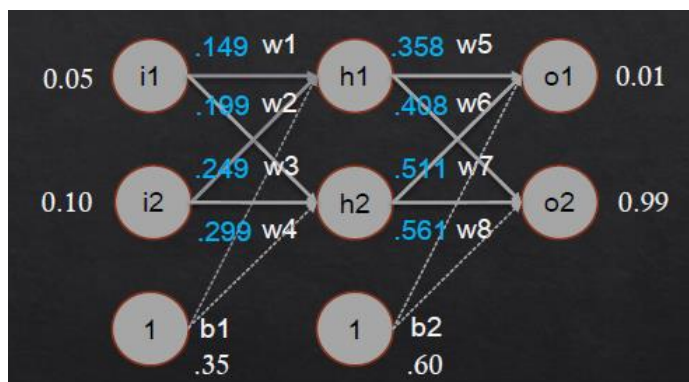 .149 w1 .358 w5
0.05 i1 h1 o1 0.01
.199 w2 .408 w6
.249 w3 .511 w7
0.10 i2 h2 o2 0.99
.299 w4 .561 w8
1 b1 1 b2
.35 .60